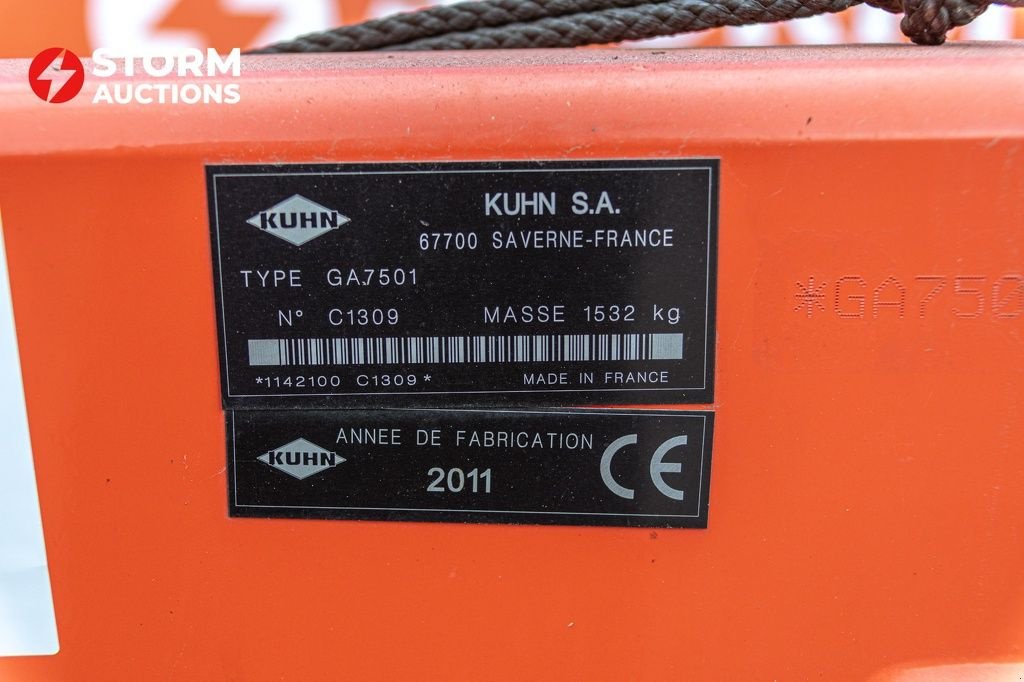 STORM
AUCTIONS
KUHN
KUHN S.A.
67700 SAVERNE-FRANCE
TYPE GA7501
N° C1309 MASSE 1532 kg
*1142100 C1309*
MADE IN FRANCE
*GA750
KUHN
ANNEE DE FABRICATION
2011
CE